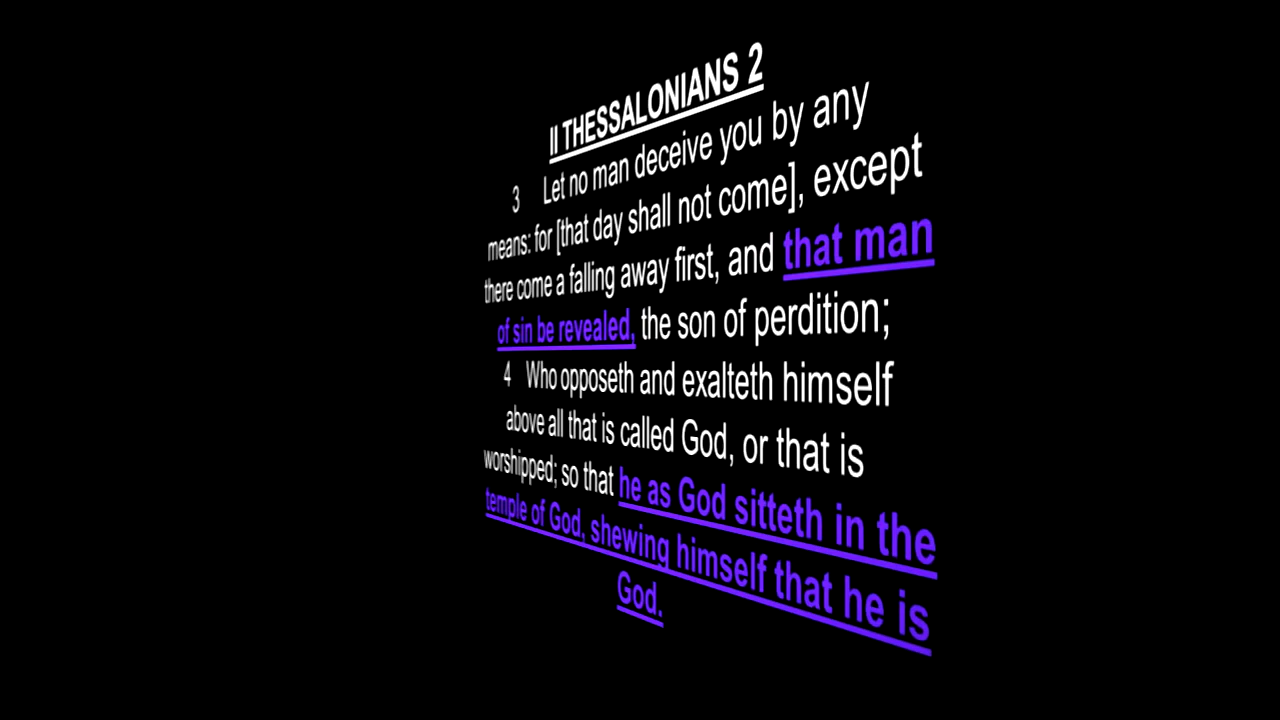 II THESSALONIANS 2
3 Let no man deceive you by any
means: for [that day shall not come], except
there come a falling away first, and that man
of sin be revealed, the son of perdition;
4 Who opposeth and exalteth himself
above all that is called God, or that is
worshipped; so that he as God sitteth in the
temple of God, shewing himself that he is
God.